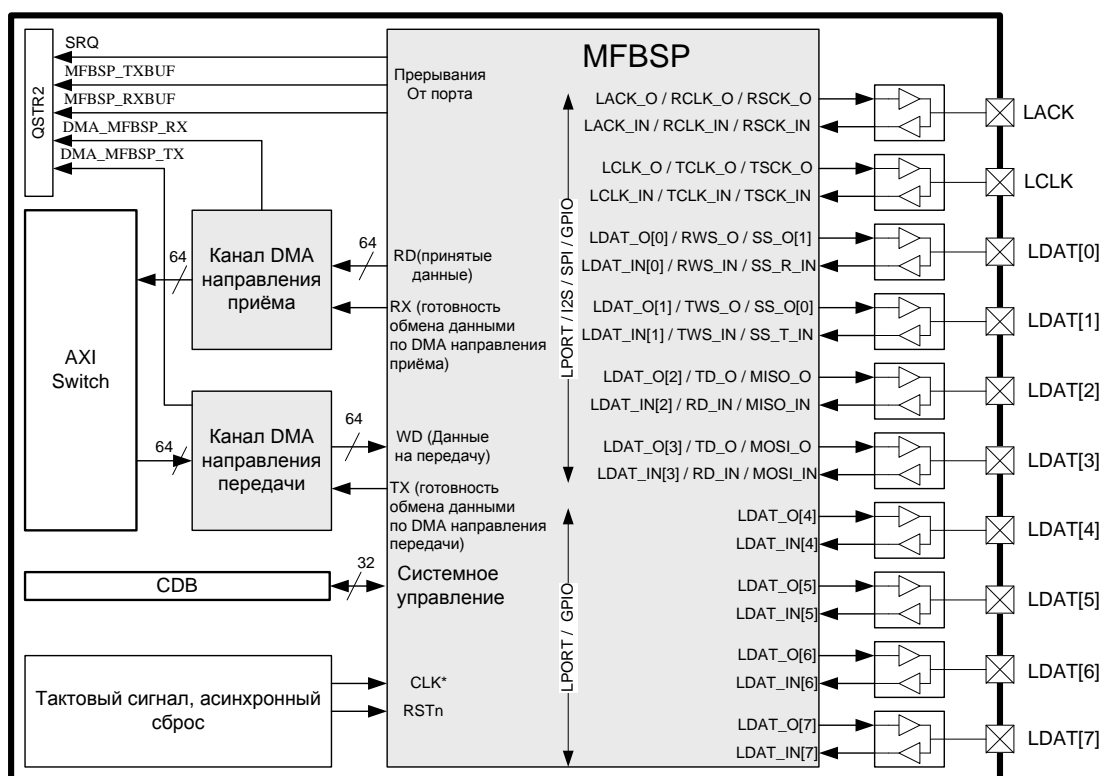 SRQ
MFBSP_TXBUF
MFBSP_RXBUF
DMA_MFBSP_RX
DMA_MFBSP_TX
QSTR2
Прерывания
От порта
MFBSP
AXI
Switch
64
Канал DMA
направления
приёма
64
RD(принятые
данные)
RX (готовность
обмена данными
по DMA направления
приёма)
64
Канал DMA
направления
передачи
64
WD (Данные
на передачу)
TX (готовность
обмена данными
по DMA направления
передачи)
CDB
32
Системное
управление
Тактовый сигнал, асинхронный
сброс
CLK*
RSTn
LPORT / I2S / SPI / GPIO
LPORT / GPIO
LACK_O / RCLK_O / RSCK_O
LACK_IN / RCLK_IN / RSCK_IN
LACK
LCLK_O / TCLK_O / TSCK_O
LCLK_IN / TCLK_IN / TSCK_IN
LCLK
LDAT_O[0] / RWS_O / SS_O[1]
LDAT_IN[0] / RWS_IN / SS_R_IN
LDAT[0]
LDAT_O[1] / TWS_O / SS_O[0]
LDAT_IN[1] / TWS_IN / SS_T_IN
LDAT[1]
LDAT_O[2] / TD_O / MISO_O
LDAT_IN[2] / RD_IN / MISO_IN
LDAT[2]
LDAT_O[3] / TD_O / MOSI_O
LDAT_IN[3] / RD_IN / MOSI_IN
LDAT[3]
LDAT_O[4]
LDAT_IN[4]
LDAT[4]
LDAT_O[5]
LDAT_IN[5]
LDAT[5]
LDAT_O[6]
LDAT_IN[6]
LDAT[6]
LDAT_O[7]
LDAT_IN[7]
LDAT[7]